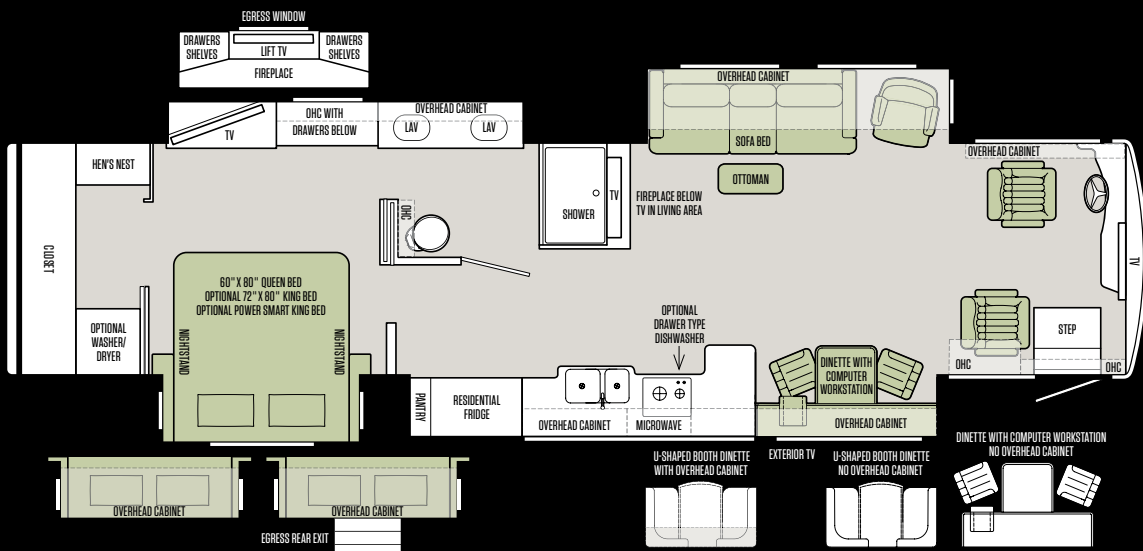 EGRESS WINDOW
DRAWERS
SHELVES
LIFT TV
DRAWERS
SHELVES
FIREPLACE
TV
OHC WITH
DRAWERS BELOW
OVERHEAD CABINET
LAV
LAV
OVERHEAD CABINET
SOFA BED
OTTOMAN
OVERHEAD CABINET
HEN'S NEST
CLOSET
OHC
SHOWER
TV
FIREPLACE BELOW
TV IN LIVING AREA
TV
60" X 80" QUEEN BED
OPTIONAL 72" X 80" KING BED
OPTIONAL POWER SMART KING BED
NIGHTSTAND
NIGHTSTAND
OPTIONAL
WASHER/
DRYER
OPTIONAL
DRAWER TYPE
DISHWASHER
STEP
OHC
OHC
DINETTE WITH
COMPUTER
WORKSTATION
PANTRY
RESIDENTIAL
FRIDGE
OVERHEAD CABINET
MICROWAVE
OVERHEAD CABINET
EXTERIOR TV
U-SHAPED BOOTH DINETTE
WITH OVERHEAD CABINET
U-SHAPED BOOTH DINETTE
NO OVERHEAD CABINET
DINETTE WITH COMPUTER WORKSTATION
NO OVERHEAD CABINET
OVERHEAD CABINET
OVERHEAD CABINET
EGRESS REAR EXIT